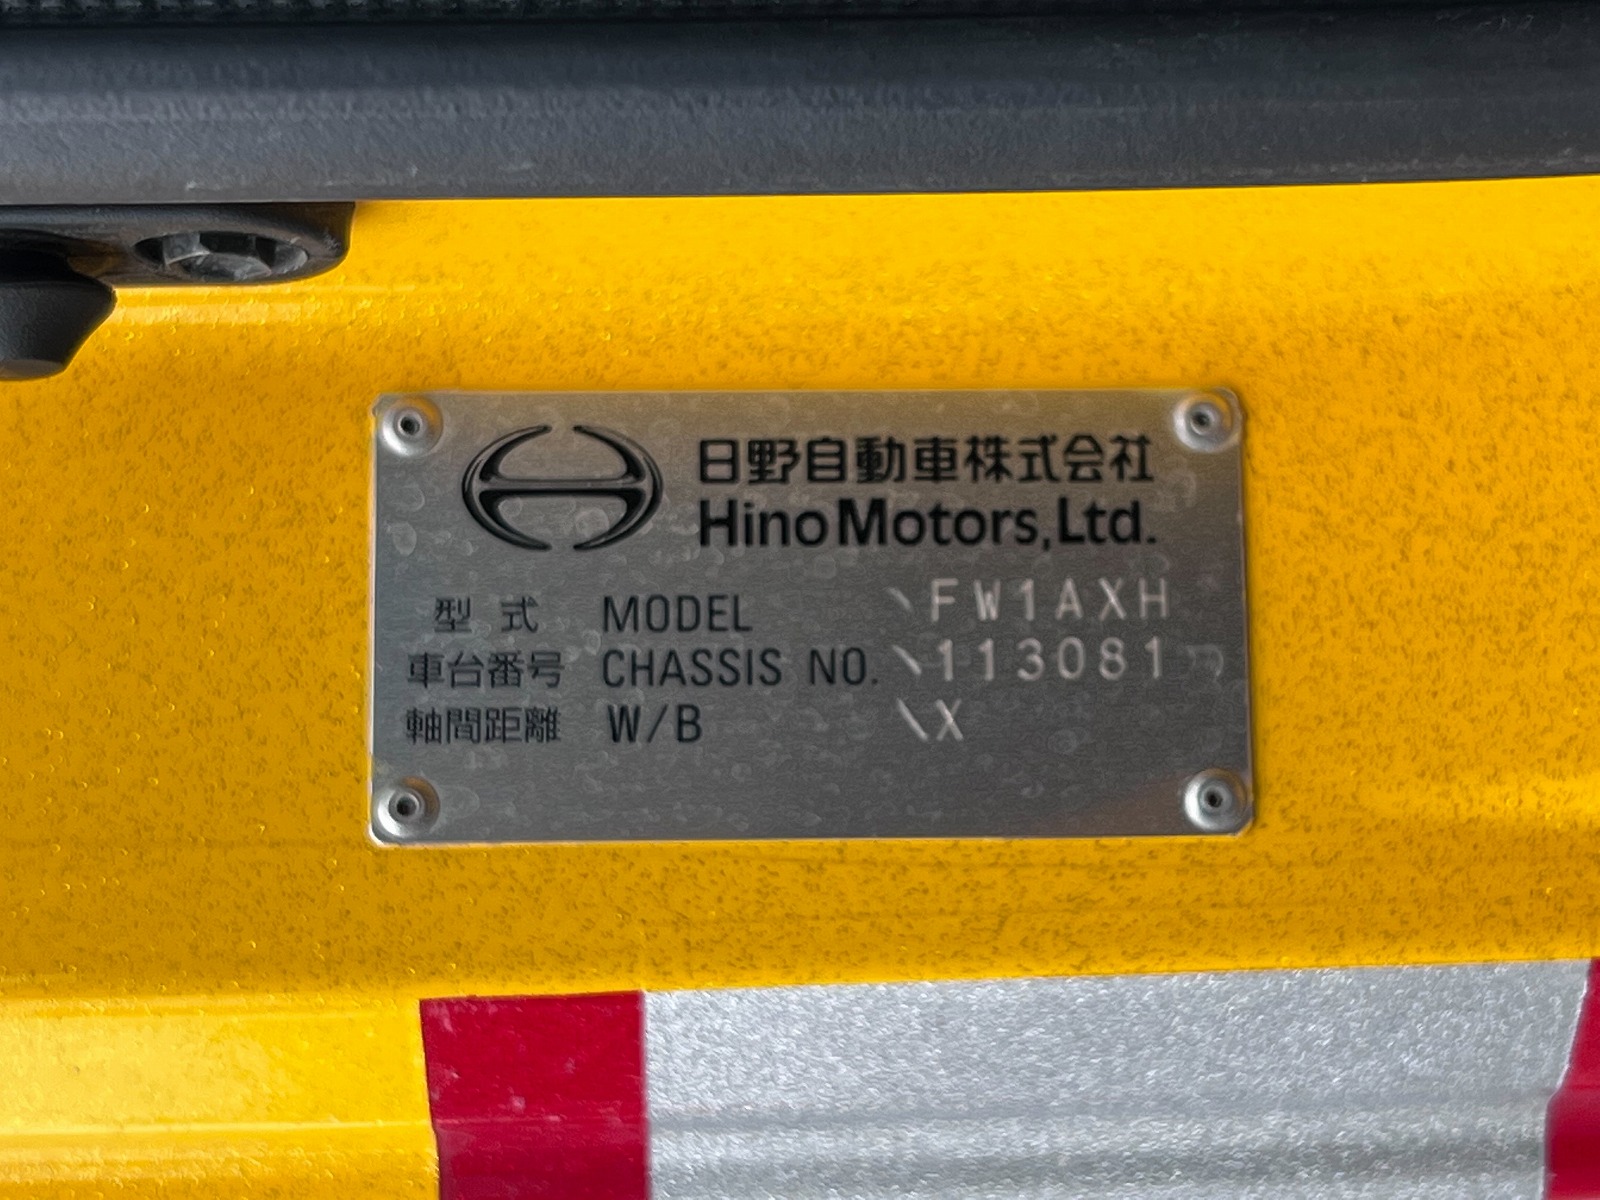 日野自動車株式会社
Hino Motors, Ltd.
型 式 MODEL \FW1AXH
車台番号 CHASSIS NO. \113081
軸間距離 W/B \X